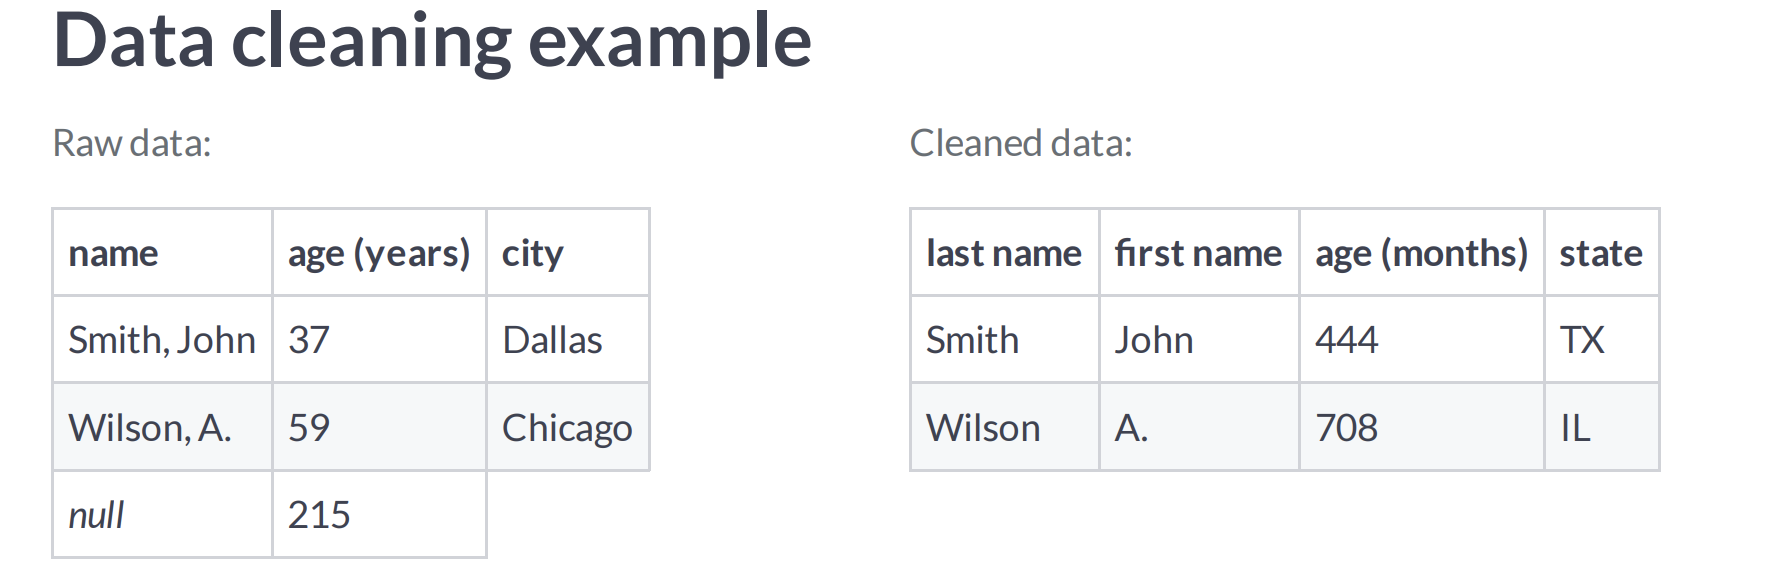 Data cleaning example
Raw data:
name age (years) city
Smith, John 37 Dallas
Wilson, A. 59 Chicago
null 215
Cleaned data:
last name first name age (months) state
Smith John 444 TX
Wilson A. 708 IL